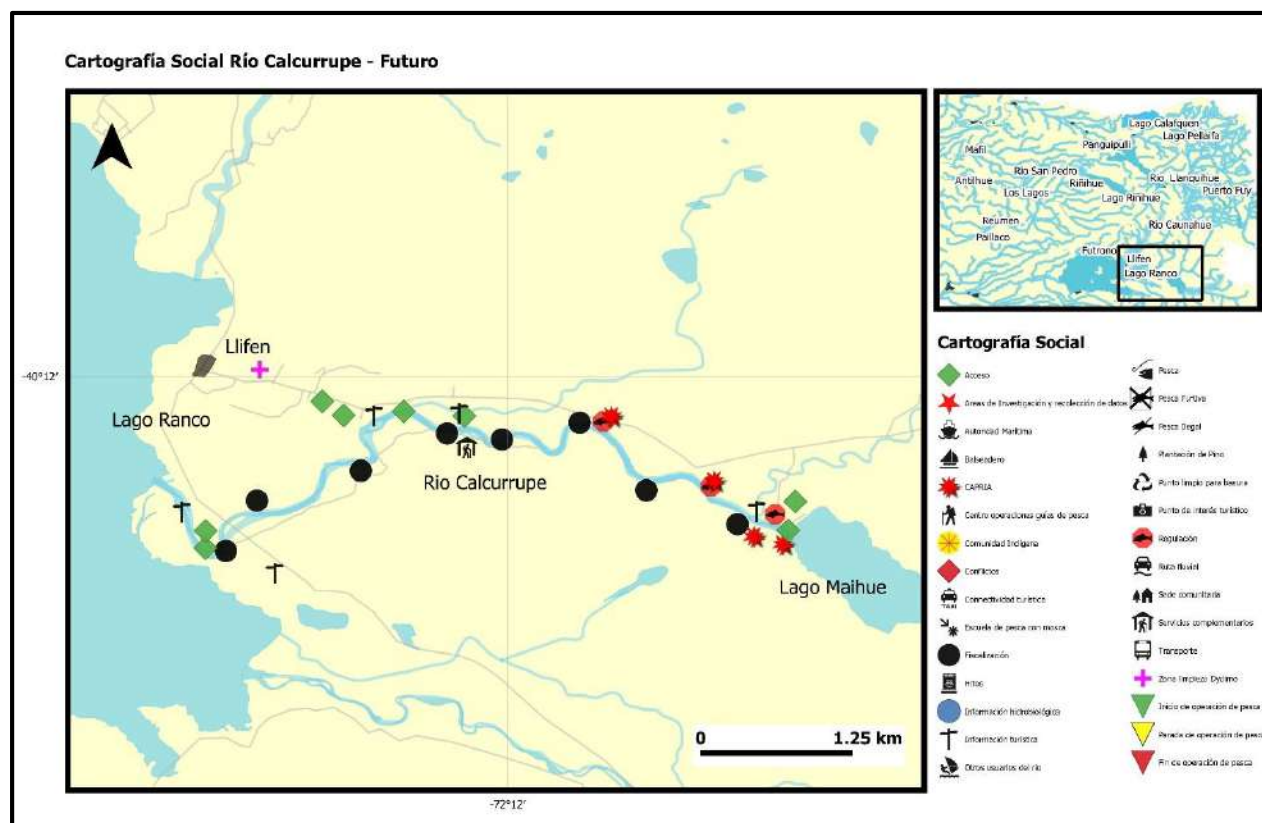 Cartografía Social Río Calcurrupe - Futuro
Llifen
Lago Ranco
Rio Calcurrupe
Lago Maihue
-40°12'
-72°12'
0 1.25 km
Lago Calafquen
Lago Pellaifa
Panguipulli
Mafil
Río San Pedro
Antilhue
Riñihue
Rio Llanquihue
Los Lagos
Puerto Fuy
Lago Riñihue
Reumen
Rio Caunahue
Paillaco
Futrono
Llifen
Lago Ranco
Cartografía Social
Acceso
Areas de Investigación y recolección de datos
Autoridad Marítima
Balseadero
CAPRIA
Centro operaciones guías de pesca
Comunidad Indígena
Conflictos
Connectividad turística
TAXI
Escuela de pesca con mosca
Fiscalización
Hitos
Información hidrobiológica
Información turística
Otros usuarios del río
Pesca
Pesca Furtiva
Pesca Ilegal
Plantación de Pino
Punto limpio para basura
Punto de interés turístico
Regulación
Ruta fluvial
Sede comunitaria
Servicios complementarios
Transporte
Zona limpieza Dydimo
Inicio de operación de pesca
Parada de operación de pesc
Fin de operación de pesca